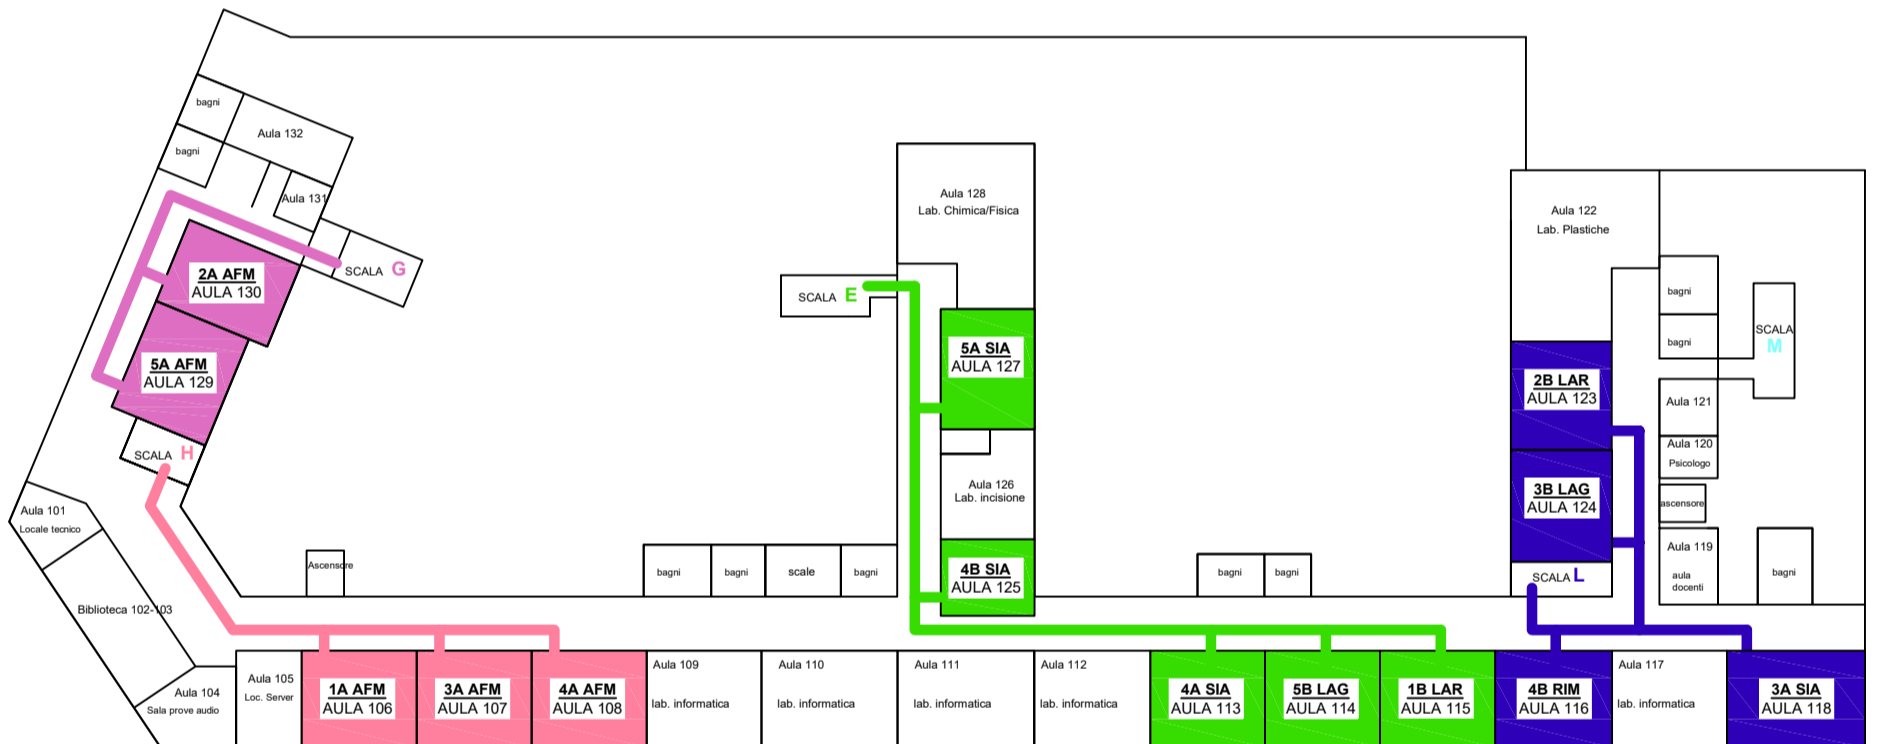 bagni
Aula 132
bagni
Aula 131
SCALA G
2A AFM
AULA 130
5A AFM
AULA 129
SCALA H
Aula 101
Locale tecnico
Biblioteca 102-103
Aula 104
Sala prove audio
Aula 105
Loc. Server
Ascensore
bagni
bagni
scale
bagni
Aula 128
Lab. Chimica/Fisica
SCALA E
5A SIA
AULA 127
Aula 126
Lab. incisione
4B SIA
AULA 125
bagni
bagni
Aula 122
Lab. Plastiche
bagni
bagni
SCALA
M
2B LAR
AULA 123
Aula 121
Aula 120
Psicologo
3B LAG
AULA 124
ascensore
SCALA L
Aula 119
aula
docenti
bagni
1A AFM
AULA 106
3A AFM
AULA 107
4A AFM
AULA 108
Aula 109
lab. informatica
Aula 110
lab. informatica
Aula 111
lab. informatica
Aula 112
lab. informatica
4A SIA
AULA 113
5B LAG
AULA 114
1B LAR
AULA 115
4B RIM
AULA 116
Aula 117
lab. informatica
3A SIA
AULA 118